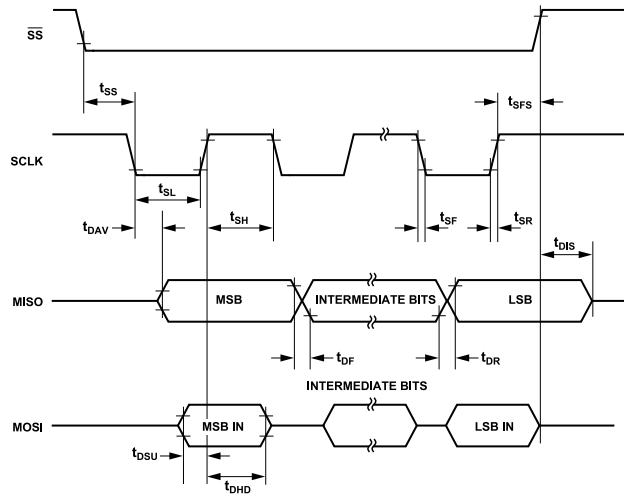 SS
tSS
tSFS
SCLK
tSL
tSH
tSF
tSR
tDAV
tDIS
MISO
MSB
INTERMEDIATE BITS
LSB
tDF
tDR
INTERMEDIATE BITS
MOSI
MSB IN
LSB IN
tDSU
tDHD